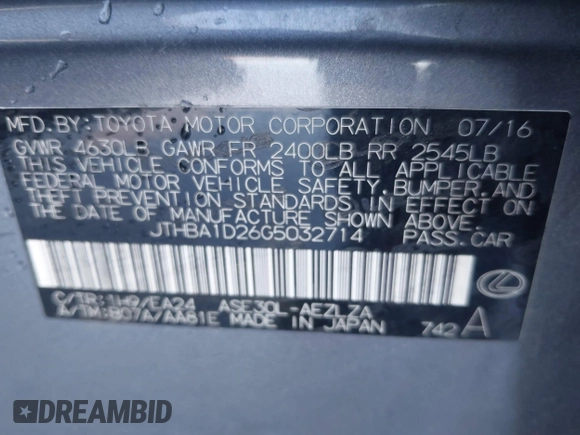 MFD.BY:TOYOTA MOTOR CORPORATION 07/16
GVWR 4630LB GAWR FR 2400LB RR 2545LB
THIS VEHICLE CONFORMS TO ALL APPLICABLE
FEDERAL MOTOR VEHICLE SAFETY, BUMPER, AND
THEFT PREVENTION STANDARDS IN EFFECT ON
THE DATE OF MANUFACTURE SHOWN ABOVE.
JTHBA1D26G5032714 PASS.CAR
C/TR:1H9/EA24 ASE30L-AEZLZA
A/TM:B07A/AA81E MADE IN JAPAN 742A
DREAMBID